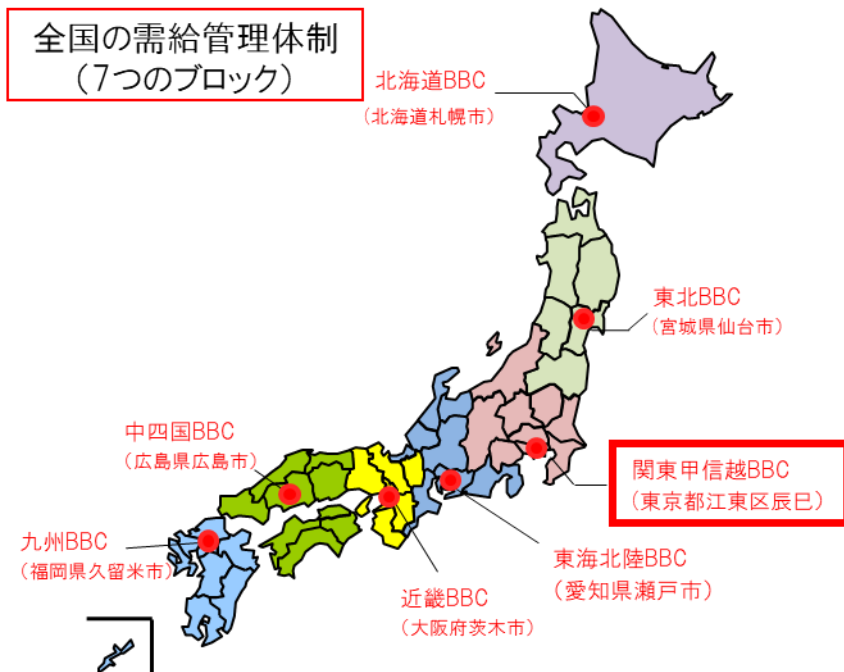 全国の需給管理体制
(7つのブロック)
北海道BBC
(北海道札幌市)
東北BBC
(宮城県仙台市)
中四国BBC
(広島県広島市)
関東甲信越BBC
(東京都江東区辰巳)
九州BBC
(福岡県久留米市)
東海北陸BBC
(愛知県瀬戸市)
近畿BBC
(大阪府茨木市)